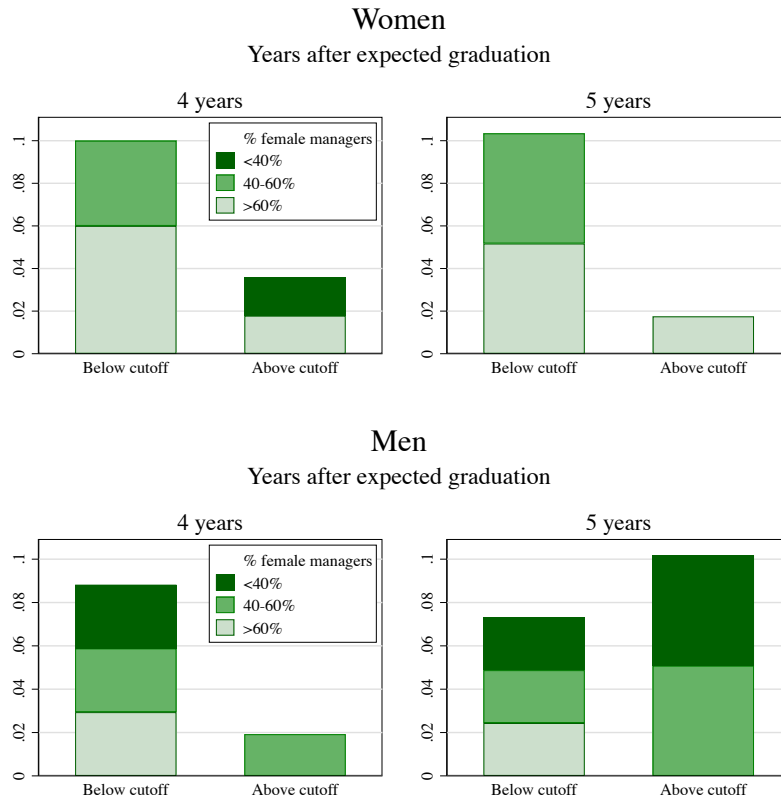 Women
Years after expected graduation
4 years
5 years
0
.02
.04
.06
.08
.1
% female managers
<40%
40-60%
>60%
Below cutoff
Above cutoff
0
.02
.04
.06
.08
.1
Below cutoff
Above cutoff
Men
Years after expected graduation
4 years
5 years
0
.02
.04
.06
.08
.1
% female managers
<40%
40-60%
>60%
Below cutoff
Above cutoff
0
.02
.04
.06
.08
.1
Below cutoff
Above cutoff